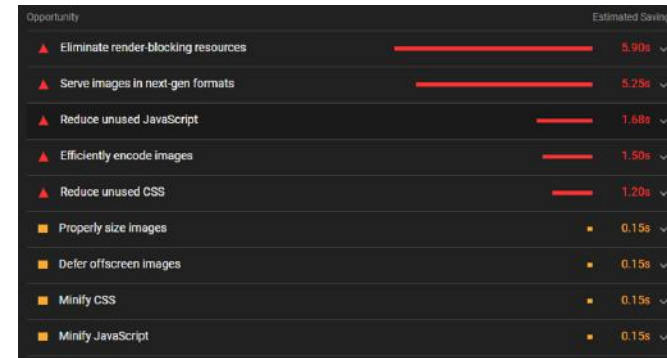 Opportunity Estimated Saving
Eliminate render-blocking resources 5.90s
Serve images in next-gen formats 5.25s
Reduce unused JavaScript 1.68s
Efficiently encode images 1.50s
Reduce unused CSS 1.20s
Properly size images 0.15s
Defer offscreen images 0.15s
Minify CSS 0.15s
Minify JavaScript 0.15s